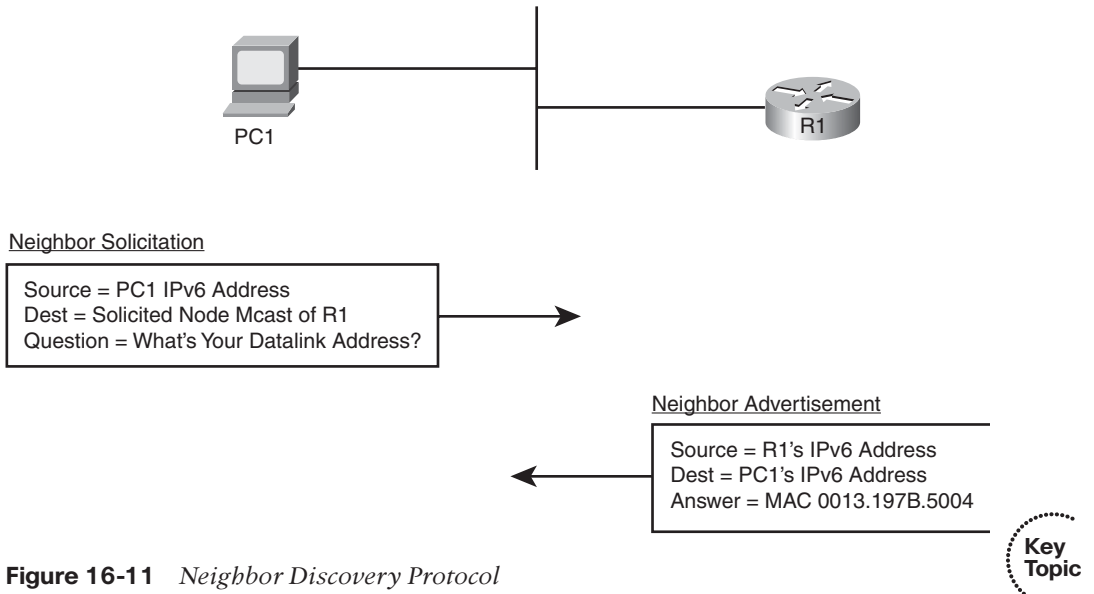 PC1
R1
Neighbor Solicitation
Source = PC1 IPv6 Address
Dest = Solicited Node Mcast of R1
Question = What's Your Datalink Address?
Neighbor Advertisement
Source = R1's IPv6 Address
Dest = PC1's IPv6 Address
Answer = MAC 0013.197B.5004
Key
Topic
Figure 16-11 Neighbor Discovery Protocol